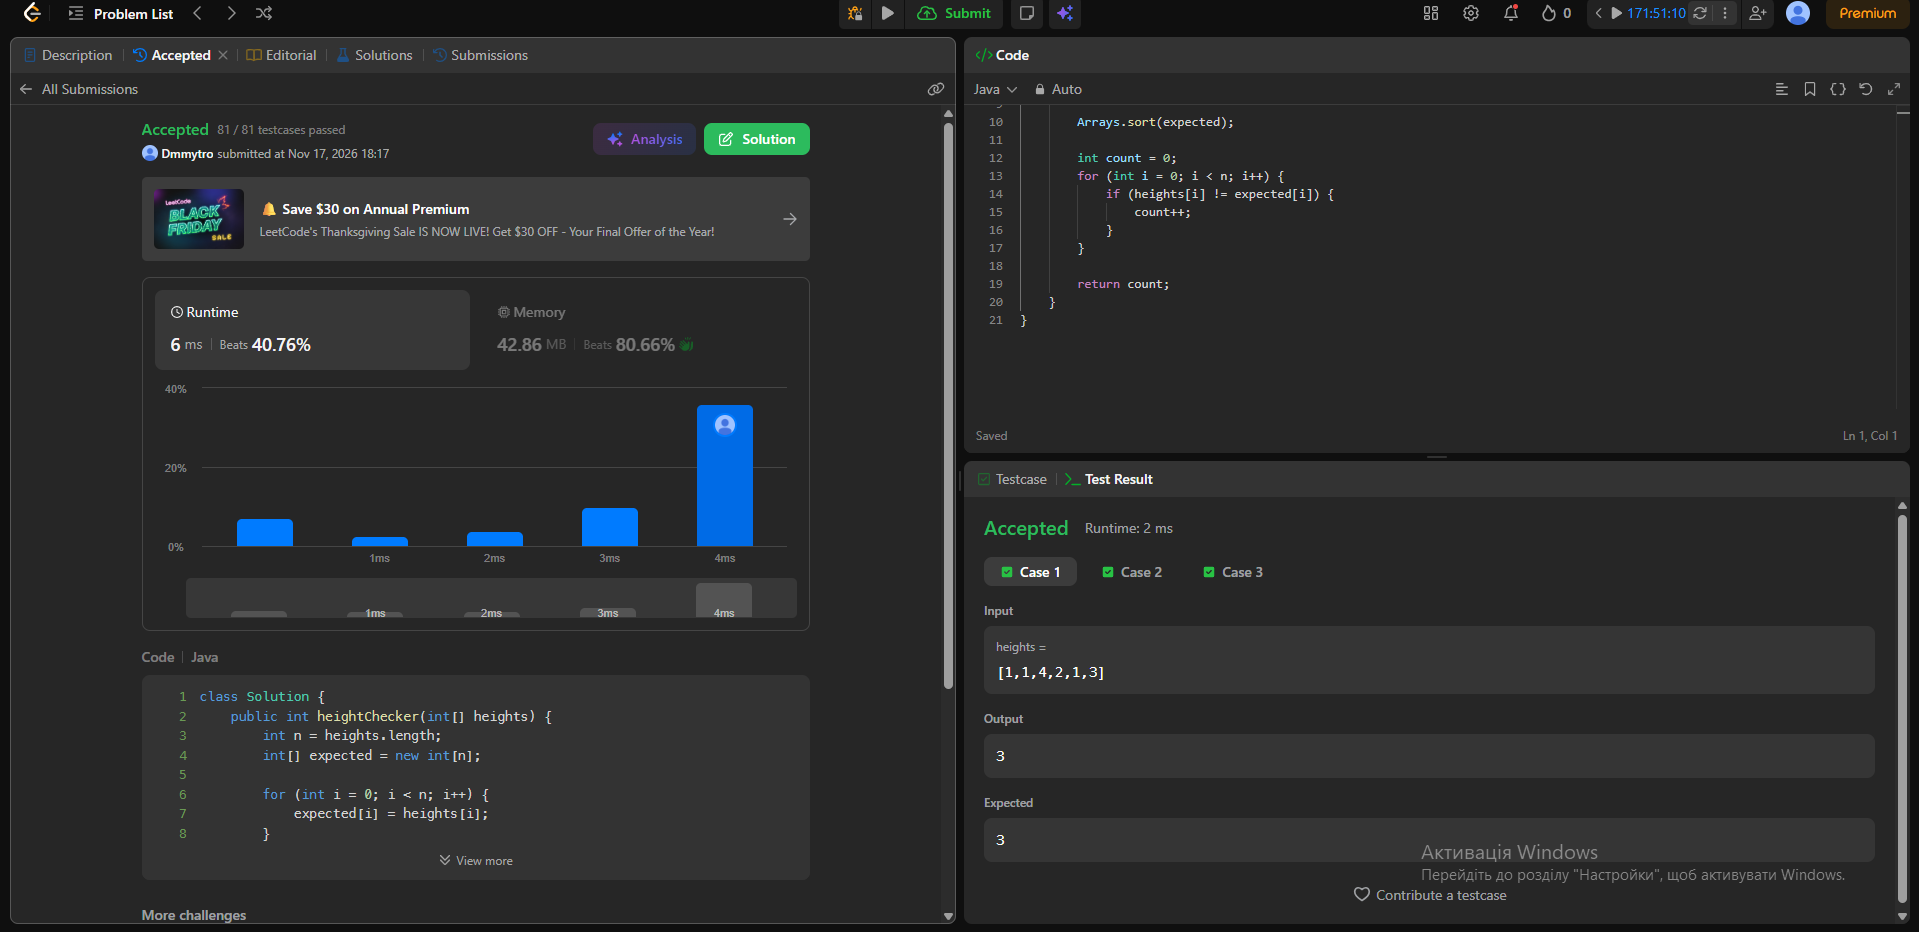 Problem List
Submit
0
171:51:10
Premium
Description
Accepted
Editorial
Solutions
Submissions
All Submissions
Accepted 81 / 81 testcases passed
Dmmytro submitted at Nov 17, 2026 18:17
Analysis
Solution
LeetCode
BLACK
FRIDAY
SALE
Save $30 on Annual Premium
LeetCode's Thanksgiving Sale IS NOW LIVE! Get $30 OFF - Your Final Offer of the Year!
Runtime
6 ms | Beats 40.76%
Memory
42.86 MB | Beats 80.66%
40%
20%
0%
1ms 2ms 3ms 4ms
1ms 2ms 3ms 4ms
Code | Java
1 class Solution {
2 public int heightChecker(int[] heights) {
3 int n = heights.length;
4 int[] expected = new int[n];
5
6 for (int i = 0; i < n; i++) {
7 expected[i] = heights[i];
8 }
View more
More challenges
</> Code
Java
Auto
10 Arrays.sort(expected);
11
12 int count = 0;
13 for (int i = 0; i < n; i++) {
14 if (heights[i] != expected[i]) {
15 count++;
16 }
17 }
18
19 return count;
20 }
21 }
Saved
Ln 1, Col 1
Testcase
>_ Test Result
Accepted Runtime: 2 ms
Case 1
Case 2
Case 3
Input
heights =
[1,1,4,2,1,3]
Output
3
Expected
3
Активація Windows
Перейдіть до розділу "Настройки", щоб активувати Windows.
Contribute a testcase